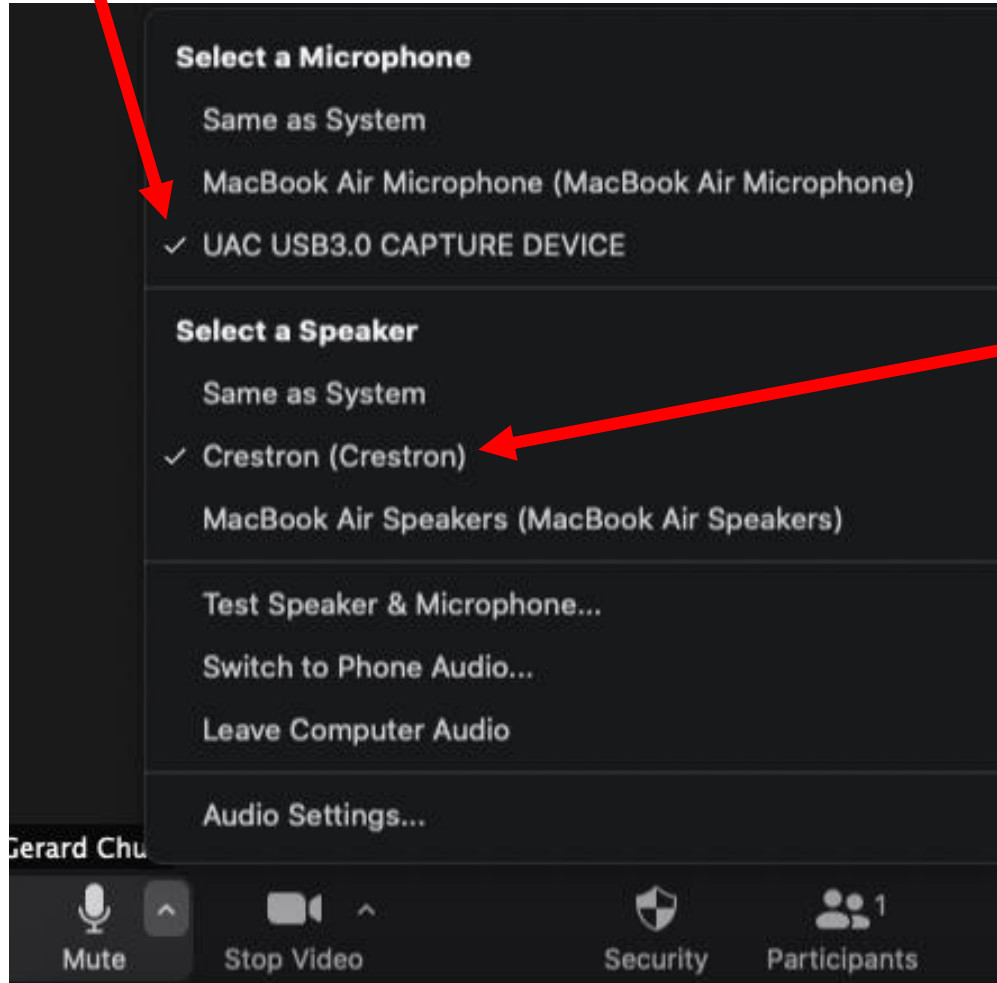 Select a Microphone
Same as System
MacBook Air Microphone (MacBook Air Microphone)
✓ UAC USB3.0 CAPTURE DEVICE
Select a Speaker
Same as System
✓ Crestron (Crestron)
MacBook Air Speakers (MacBook Air Speakers)
Test Speaker & Microphone...
Switch to Phone Audio...
Leave Computer Audio
Audio Settings...
Gerard Chu
Mute
Stop Video
Security
1
Participants